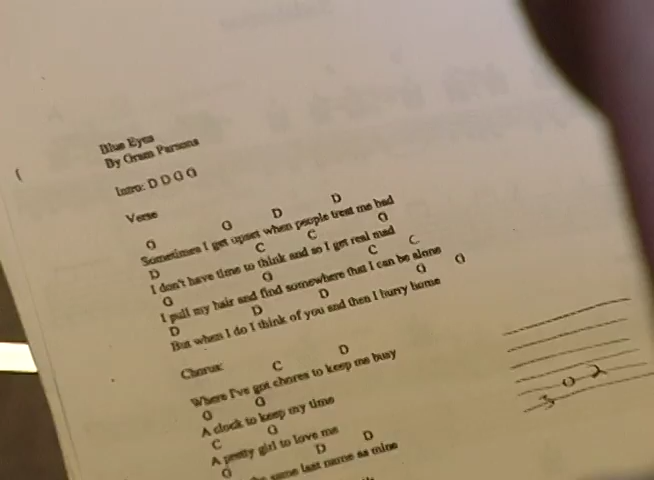 Blue Eyes
By Gram Parsons
Intro: D D G G
Verse
G G D D
Sometimes I get upset when people treat me bad
D C C G
I don't have time to think and so I get real mad
G G C C
I pull my hair and find somewhere that I can be alone
D D D G G
But when I do I think of you and then I hurry home
Chorus:
C D
Where I've got chores to keep me busy
G G
A clock to keep my time
C G
A pretty girl to love me
G D D
same last name as mine
3 0 2